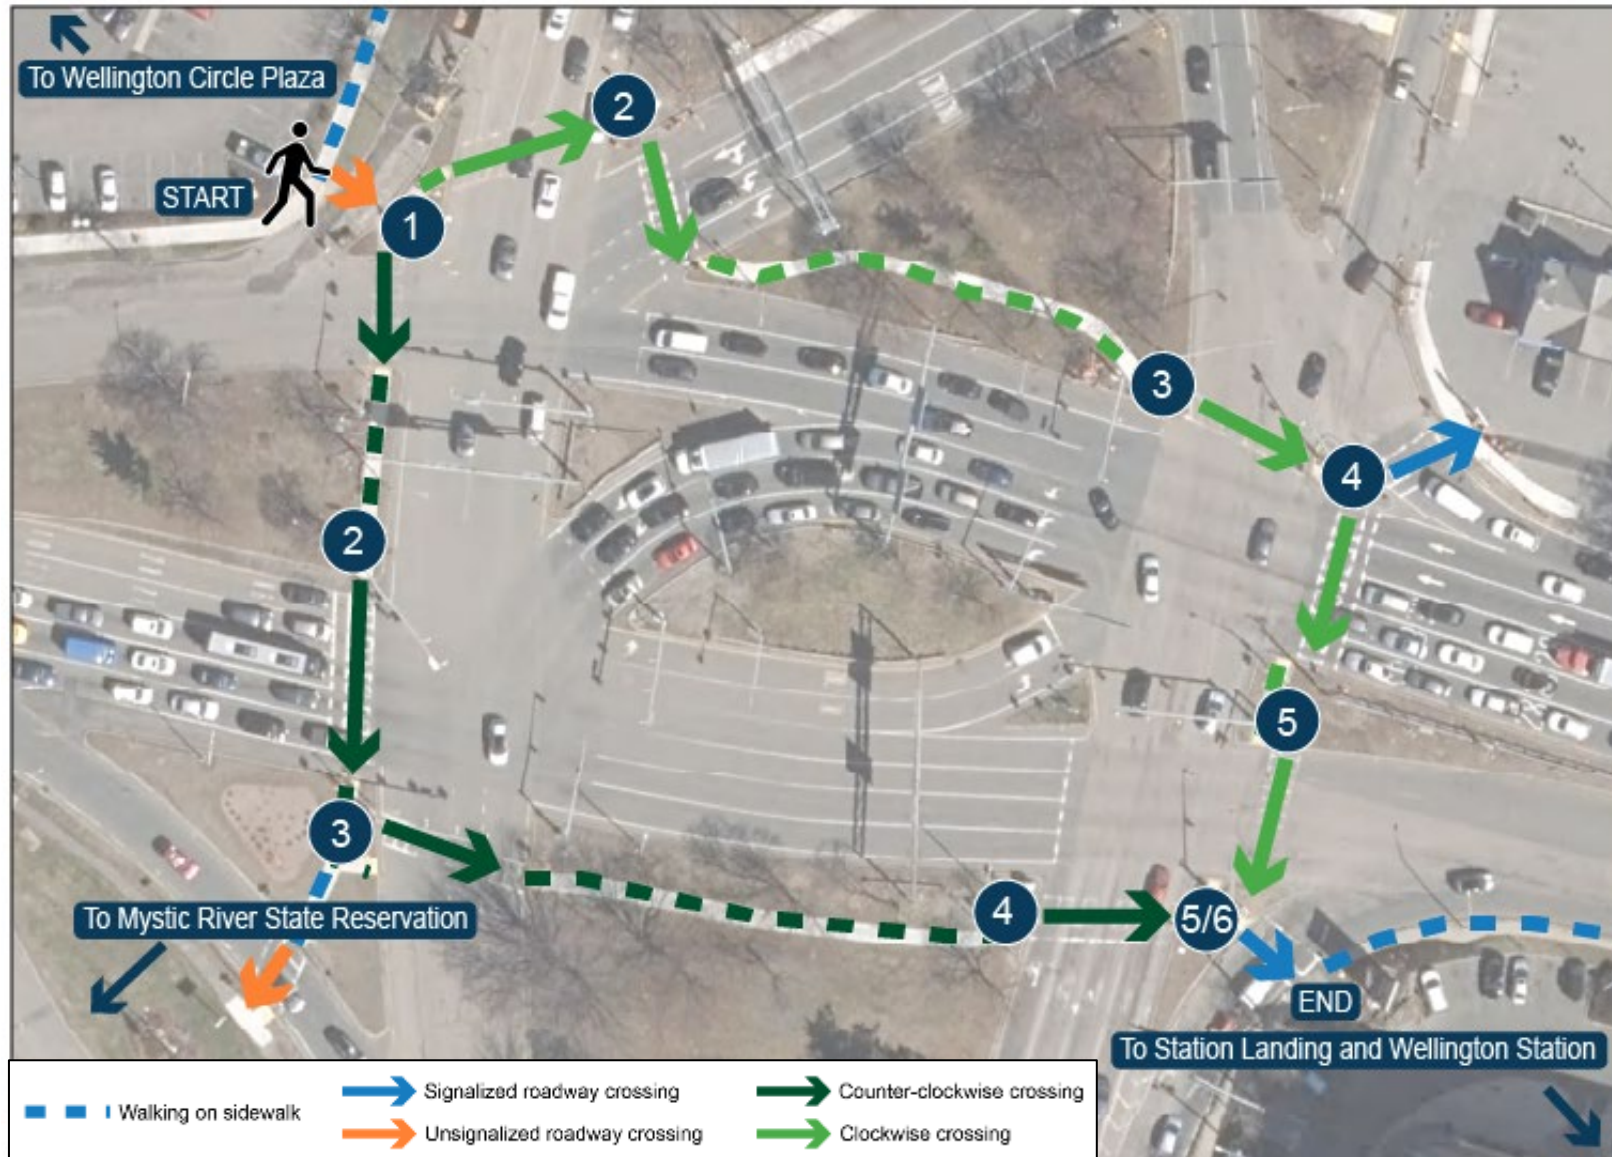 To Wellington Circle Plaza
2
START
1
3
4
2
5
3
To Mystic River State Reservation
4
5/6
END
To Station Landing and Wellington Station
Walking on sidewalk
Signalized roadway crossing
Counter-clockwise crossing
Unsignalized roadway crossing
Clockwise crossing